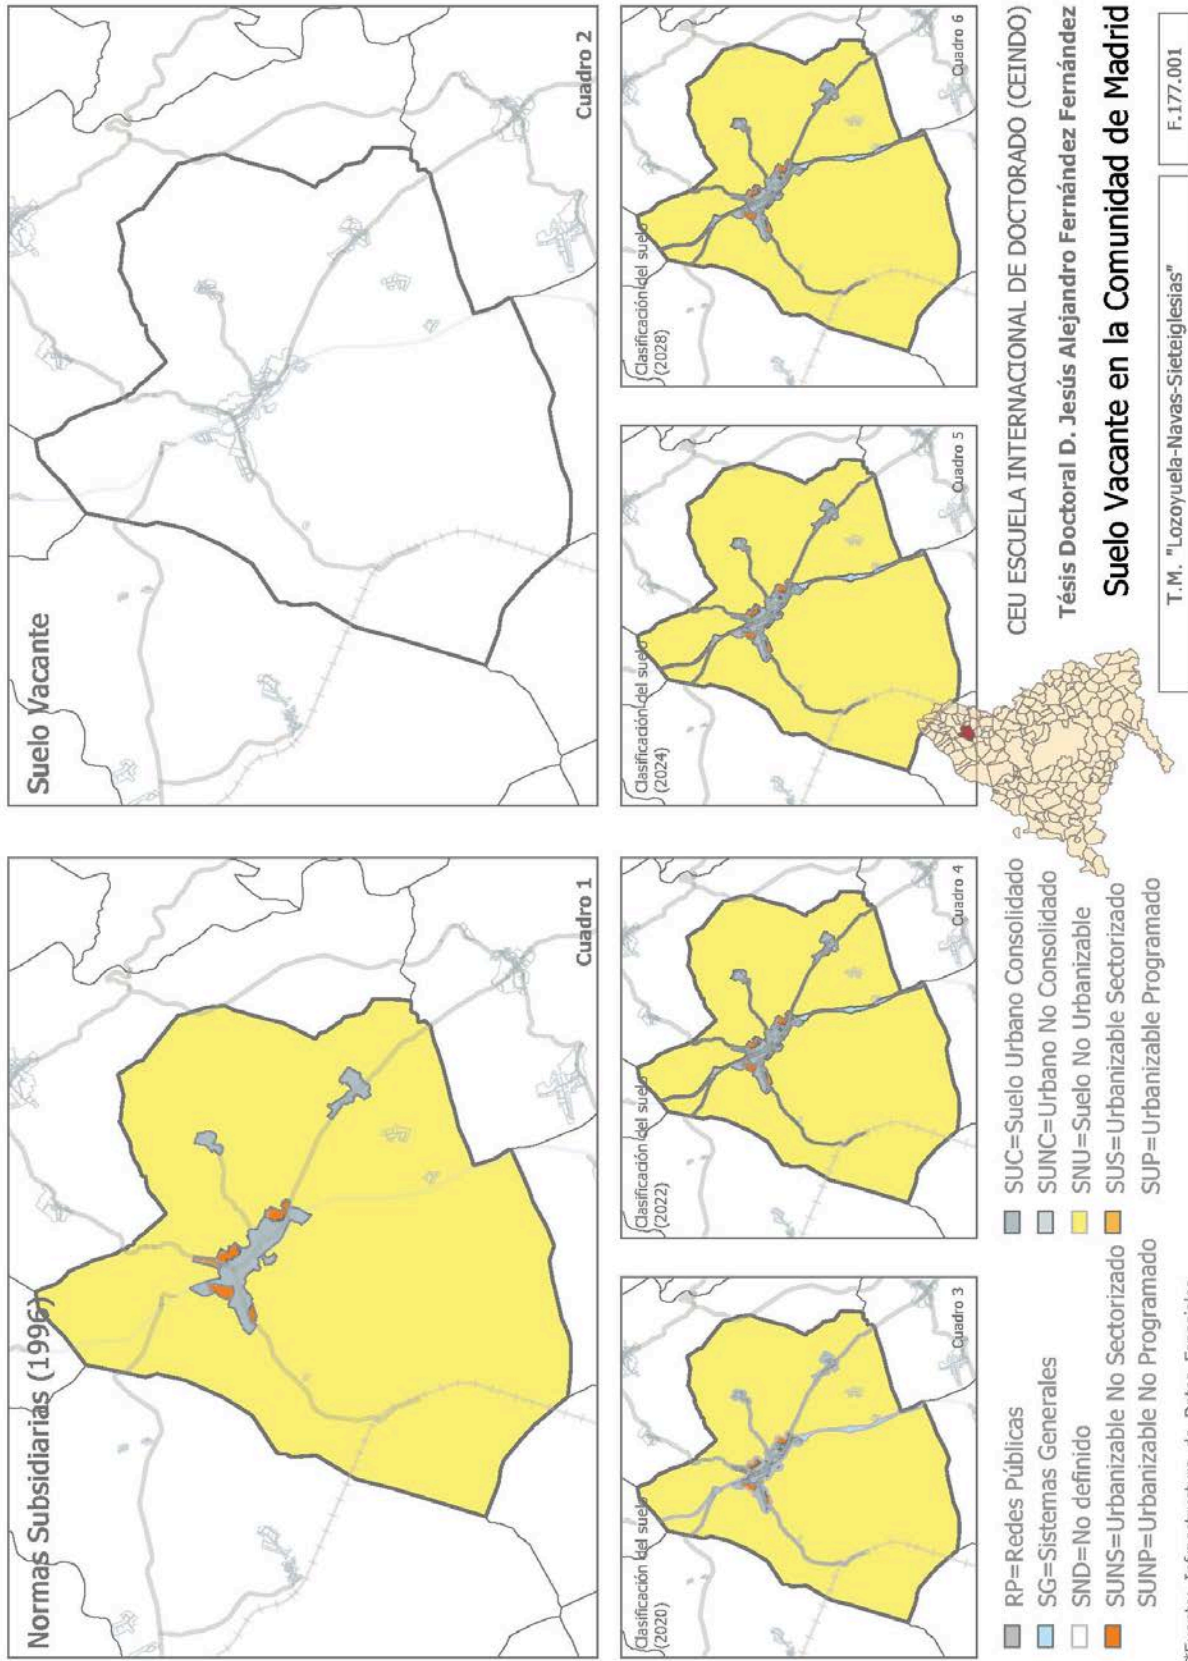 Normas Subsidiarias (1996)
Cuadro 1
Suelo Vacante
Cuadro 2
Clasificación del suelo
(2020)
Cuadro 3
Clasificación del suelo
(2022)
Cuadro 4
Clasificación del suelo
(2024)
Cuadro 5
Clasificación del suelo
(2028)
Cuadro 6
RP=Redes Públicas
SG=Sistemas Generales
SND=No definido
SUNS=Urbanizable No Sectorizado
SUNP=Urbanizable No Programado
SUC=Suelo Urbano Consolidado
SUNC=Urbano No Consolidado
SNU=Suelo No Urbanizable
SUS=Urbanizable Sectorizado
SUP=Urbanizable Programado
CEU ESCUELA INTERNACIONAL DE DOCTORADO (CEINDO)
Tésis Doctoral D. Jesús Alejandro Fernández Fernández
Suelo Vacante en la Comunidad de Madrid
T.M. "Lozoyuela-Navas-Sieteiglesias"
F.177.001